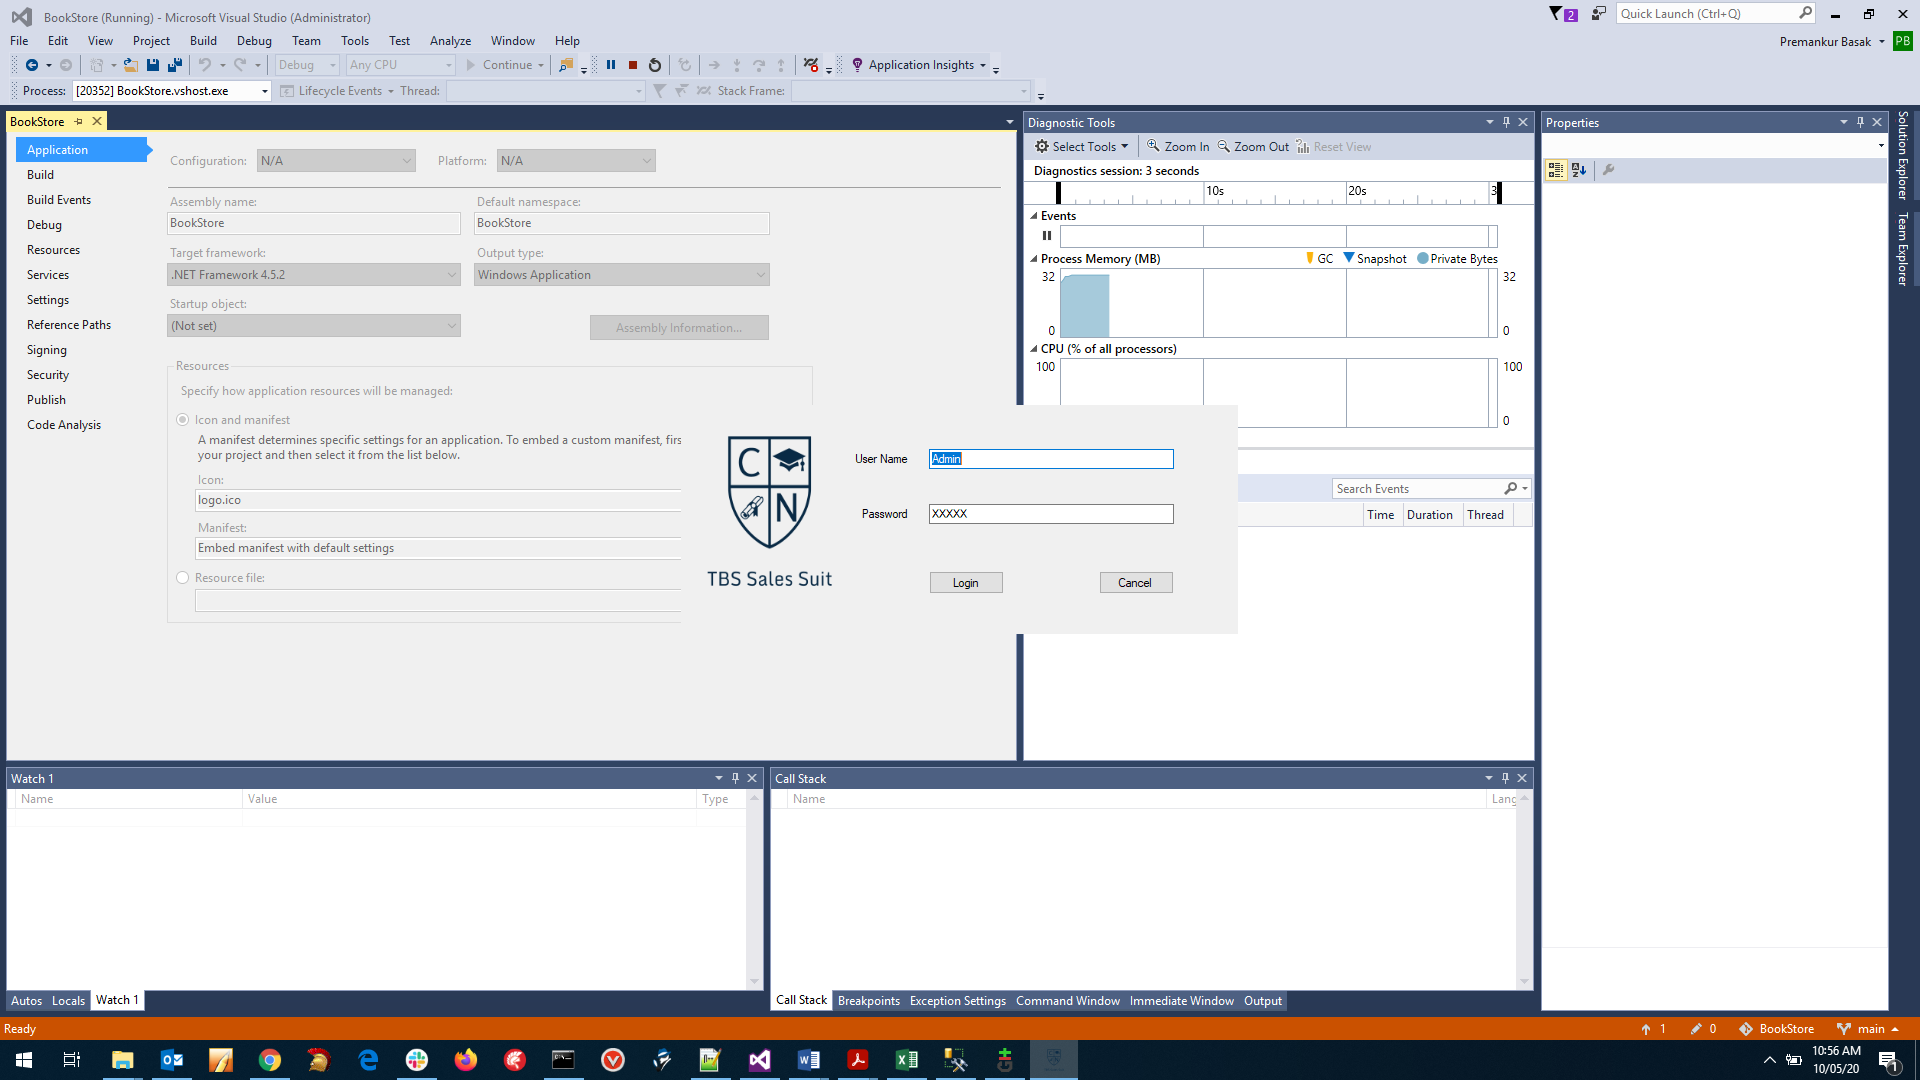 BookStore (Running) - Microsoft Visual Studio (Administrator)
2
Quick Launch (Ctrl+Q)
File Edit View Project Build Debug Team Tools Test Analyze Window Help
Premankur Basak
PB
Debug Any CPU Continue Application Insights
Process: [20352] BookStore.vshost.exe Lifecycle Events Thread: Stack Frame:
BookStore
Application
Build
Build Events
Debug
Resources
Services
Settings
Reference Paths
Signing
Security
Publish
Code Analysis
Configuration: N/A Platform: N/A
Assembly name: Default namespace:
BookStore BookStore
Target framework: Output type:
.NET Framework 4.5.2 Windows Application
Startup object:
(Not set) Assembly Information...
Resources
Specify how application resources will be managed:
Icon and manifest
A manifest determines specific settings for an application. To embed a custom manifest, firs
your project and then select it from the list below.
Icon:
logo.ico
Manifest:
Embed manifest with default settings
Resource file:
C
N
TBS Sales Suit
User Name Admin
Password XXXXX
Login Cancel
Diagnostic Tools
Select Tools Zoom In Zoom Out Reset View
Diagnostics session: 3 seconds
10s 20s 3
Events
Process Memory (MB) GC Snapshot Private Bytes
32 32
0 0
CPU (% of all processors)
100 100
0
Search Events
Time Duration Thread
Properties
Solution Explorer
Team Explorer
Watch 1
Name Value Type
Autos Locals Watch 1
Call Stack
Name Lang
Call Stack Breakpoints Exception Settings Command Window Immediate Window Output
Ready
1 0 BookStore main
10:56 AM
10/05/20
1